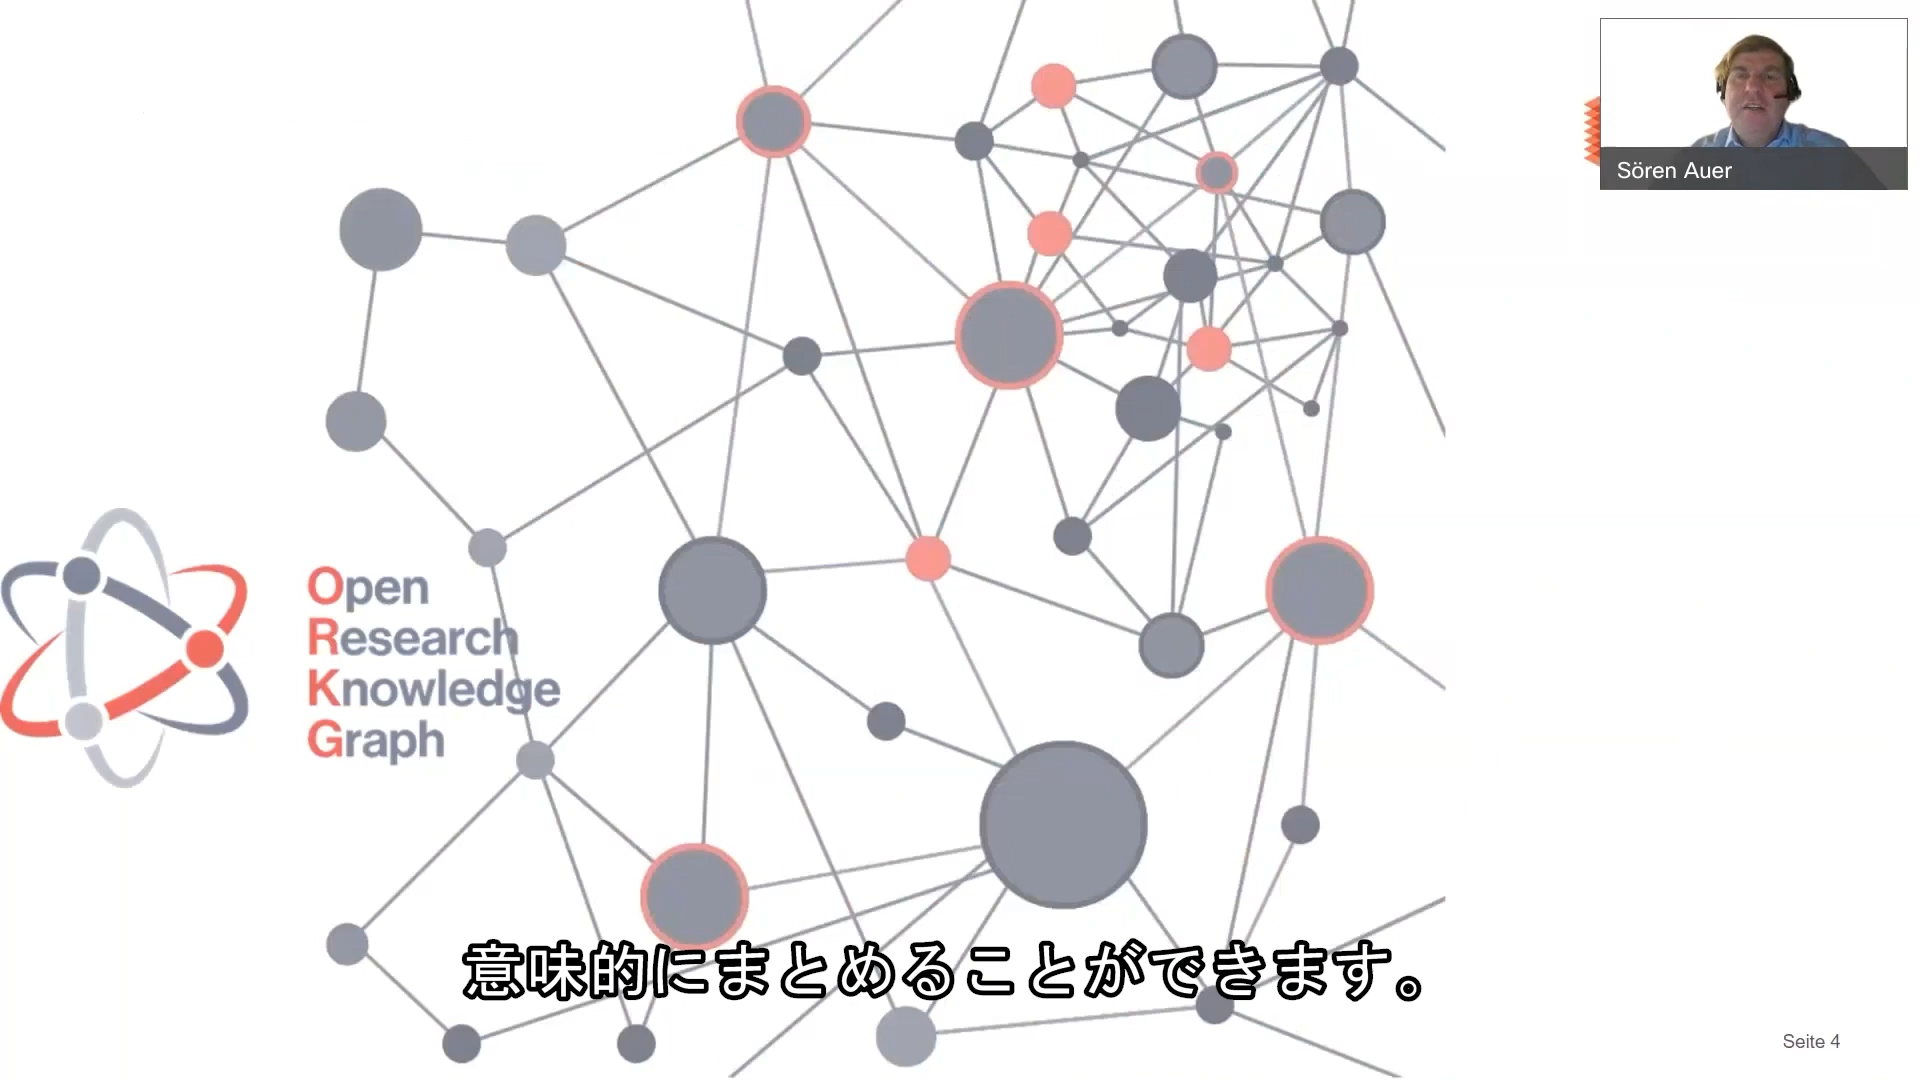 Sören Auer
Open
Research
Knowledge
Graph
意味的にまとめることができます。
Seite 4